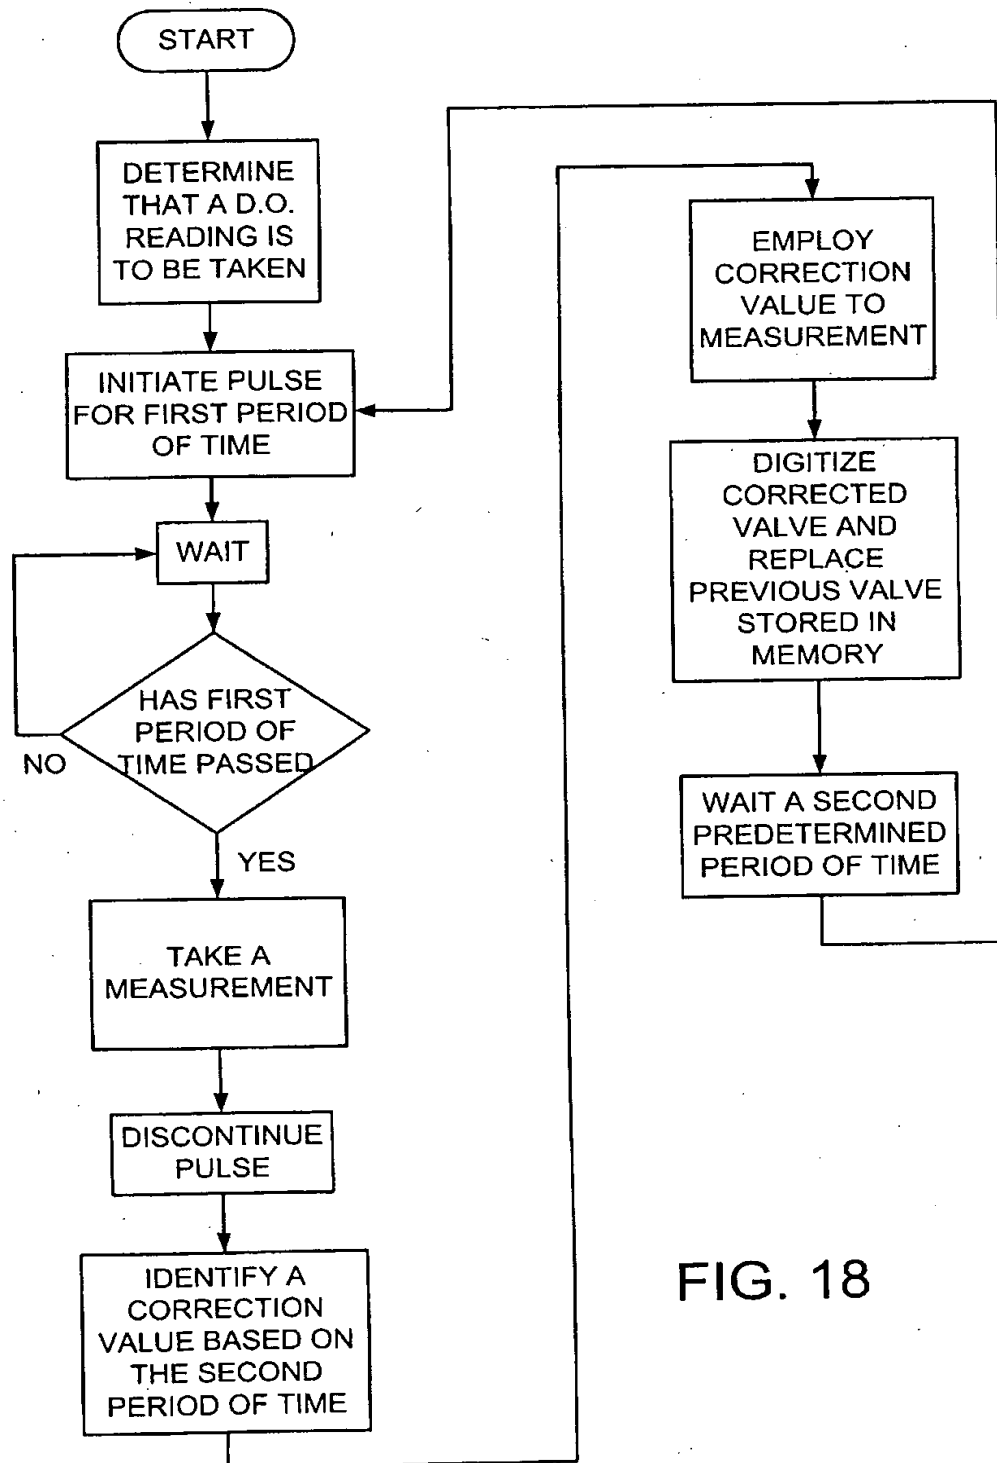 START
DETERMINE
THAT A D.O.
READING IS
TO BE TAKEN
INITIATE PULSE
FOR FIRST PERIOD
OF TIME
WAIT
HAS FIRST
PERIOD OF
TIME PASSED
NO
YES
TAKE A
MEASUREMENT
DISCONTINUE
PULSE
IDENTIFY A
CORRECTION
VALUE BASED ON
THE SECOND
PERIOD OF TIME
EMPLOY
CORRECTION
VALUE TO
MEASUREMENT
DIGITIZE
CORRECTED
VALVE AND
REPLACE
PREVIOUS VALVE
STORED IN
MEMORY
WAIT A SECOND
PREDETERMINED
PERIOD OF TIME
FIG. 18